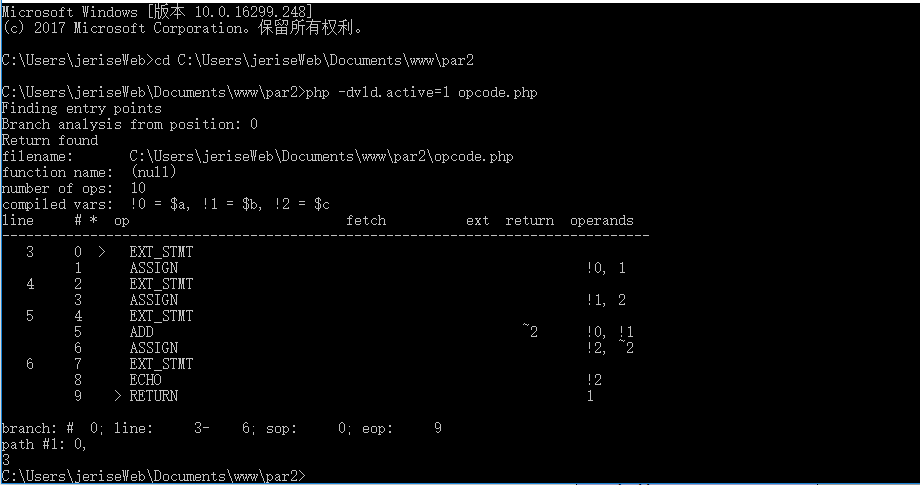 Microsoft Windows [版本 10.0.16299.248]
(c) 2017 Microsoft Corporation。保留所有权利。
C:\Users\jeriseWeb>cd C:\Users\jeriseWeb\Documents\www\par2
C:\Users\jeriseWeb\Documents\www\par2>php -dvld.active=1 opcode.php
Finding entry points
Branch analysis from position: 0
Return found
filename:       C:\Users\jeriseWeb\Documents\www\par2\opcode.php
function name:  (null)
number of ops:  10
compiled vars:  !0 = $a, !1 = $b, !2 = $c
line     # *  op                           fetch          ext  return  operands
---------------------------------------------------------------------------------
   3     0  >   EXT_STMT
         1      ASSIGN                                                   !0, 1
   4     2      EXT_STMT
         3      ASSIGN                                                   !1, 2
   5     4      EXT_STMT
         5      ADD                                              ~2      !0, !1
         6      ASSIGN                                                   !2, ~2
   6     7      EXT_STMT
         8      ECHO                                                     !2
         9    > RETURN                                                   1
branch: #  0; line:     3-    6; sop:     0; eop:     9
path #1: 0,
3
C:\Users\jeriseWeb\Documents\www\par2>